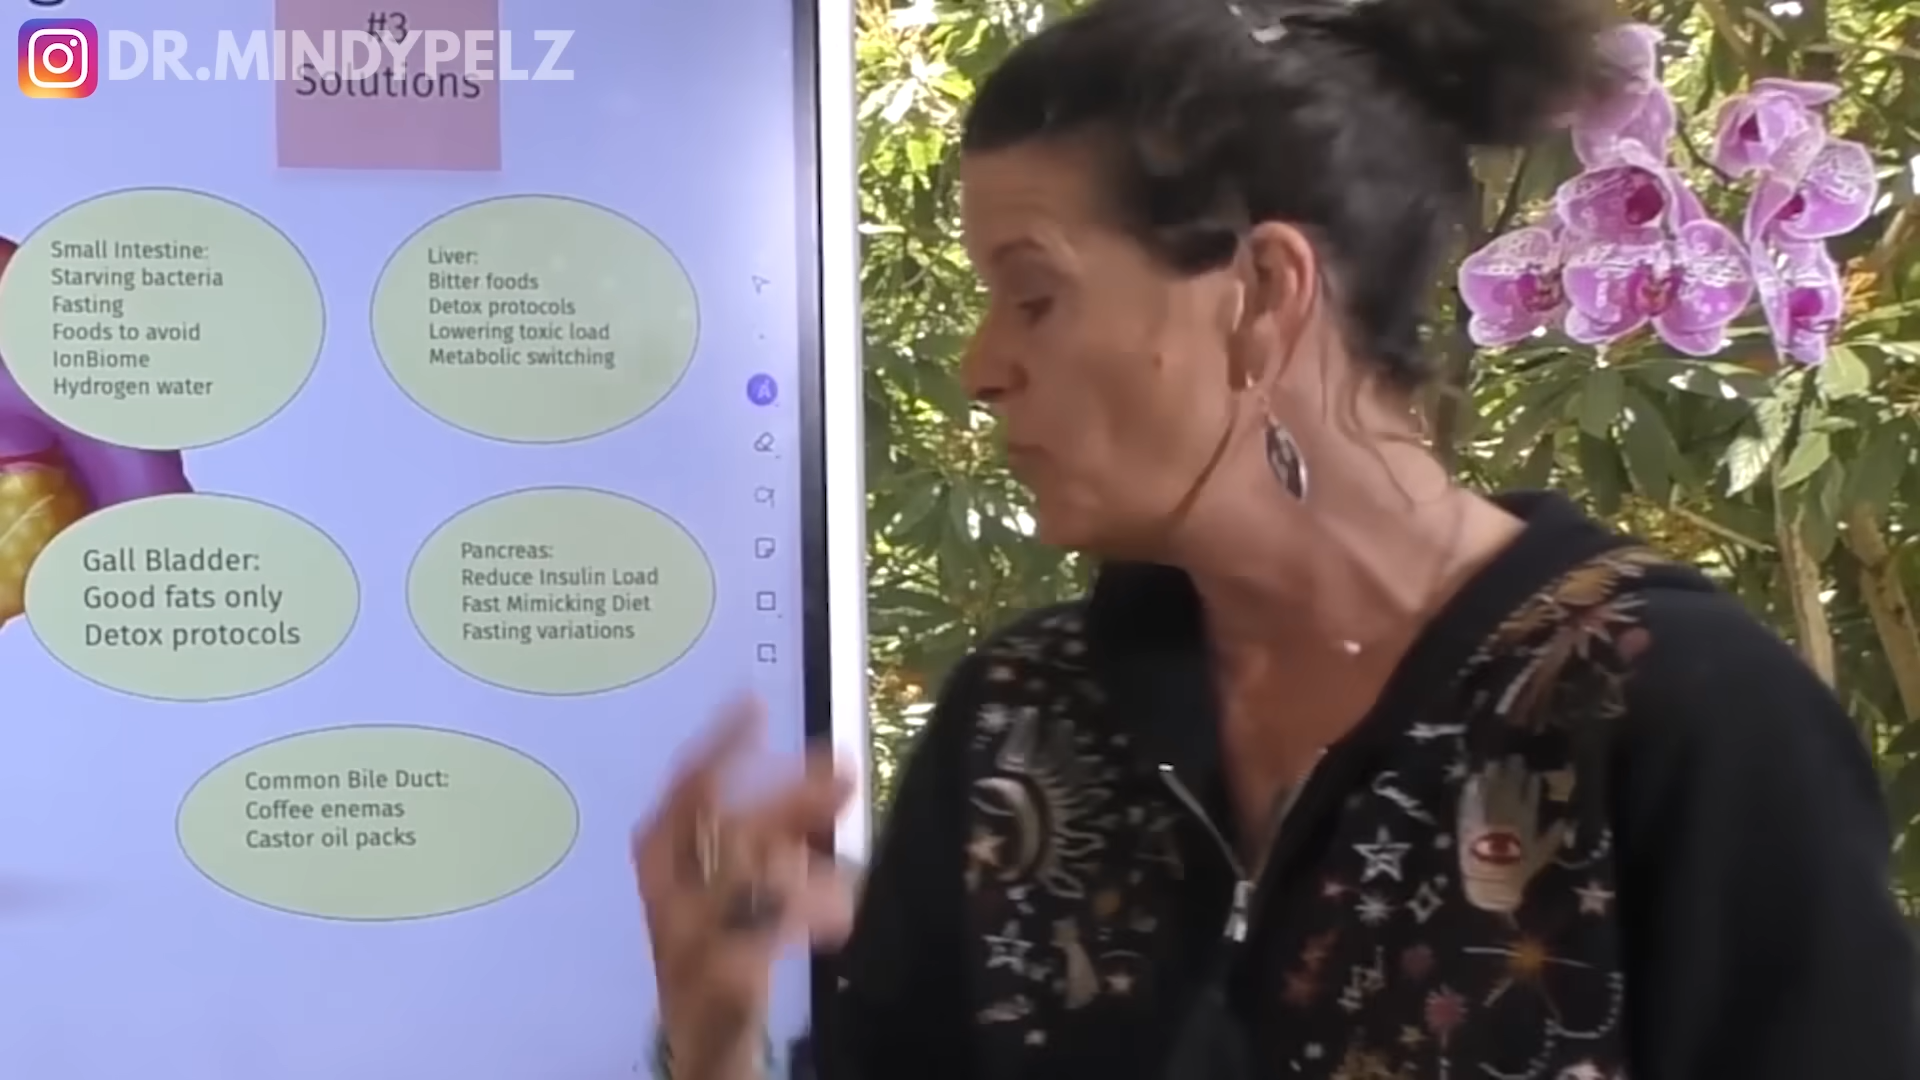 DR.MINDYPELZ
#3
Solutions
Small Intestine:
Starving bacteria
Fasting
Foods to avoid
IonBiome
Hydrogen water
Liver:
Bitter foods
Detox protocols
Lowering toxic load
Metabolic switching
Gall Bladder:
Good fats only
Detox protocols
Pancreas:
Reduce Insulin Load
Fast Mimicking Diet
Fasting variations
Common Bile Duct:
Coffee enemas
Castor oil packs